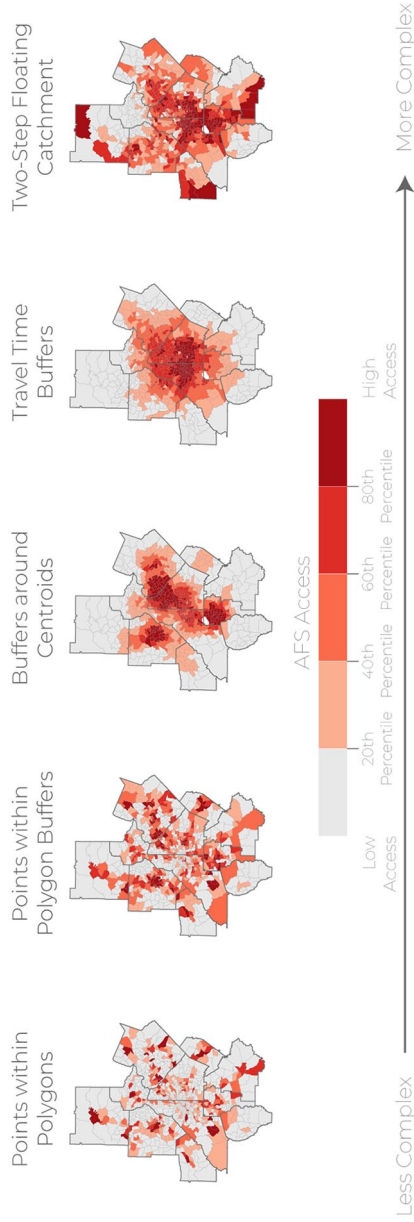 Points within
Polygons
Points within
Polygon Buffers
Buffers around
Centroids
Travel Time
Buffers
Two-Step Floating
Catchment
AFS Access
Low
Access
20th
Percentile
40th
Percentile
60th
Percentile
80th
Percentile
High
Access
Less Complex
More Complex